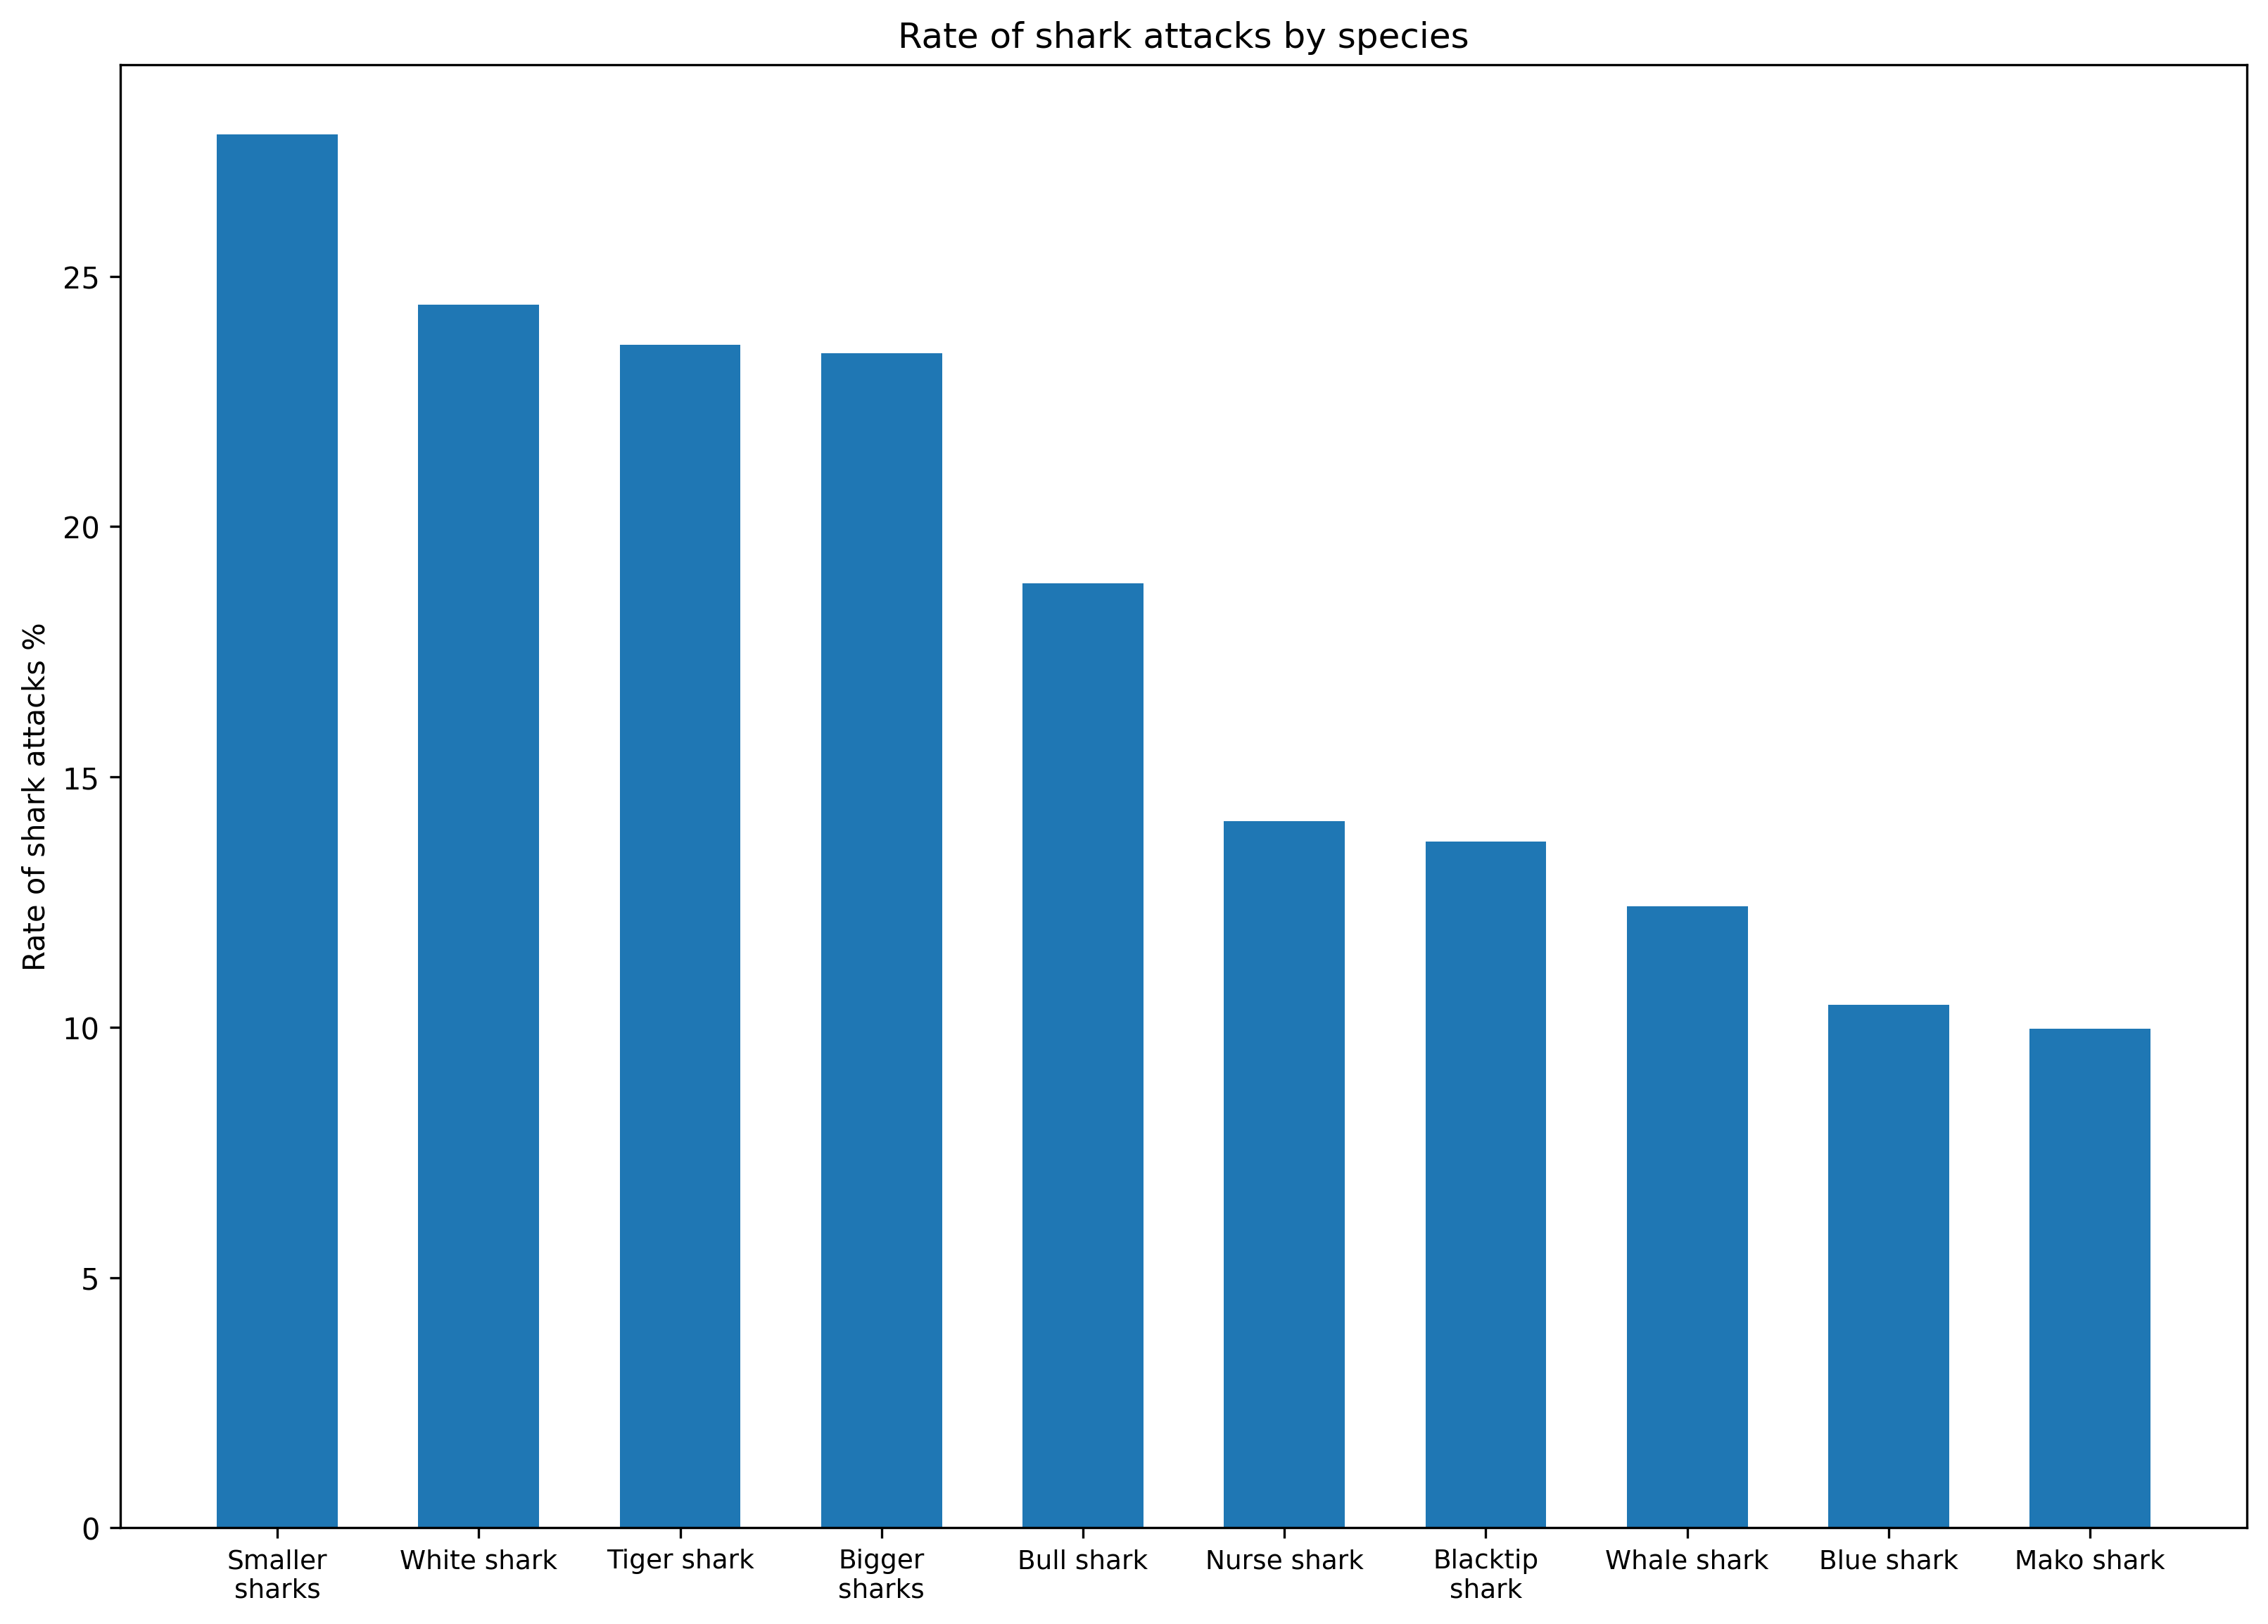 Rate of shark attacks by species
Rate of shark attacks %
25
20
15
10
5
0
Smaller
sharks
White shark
Tiger shark
Bigger
sharks
Bull shark
Nurse shark
Blacktip
shark
Whale shark
Blue shark
Mako shark